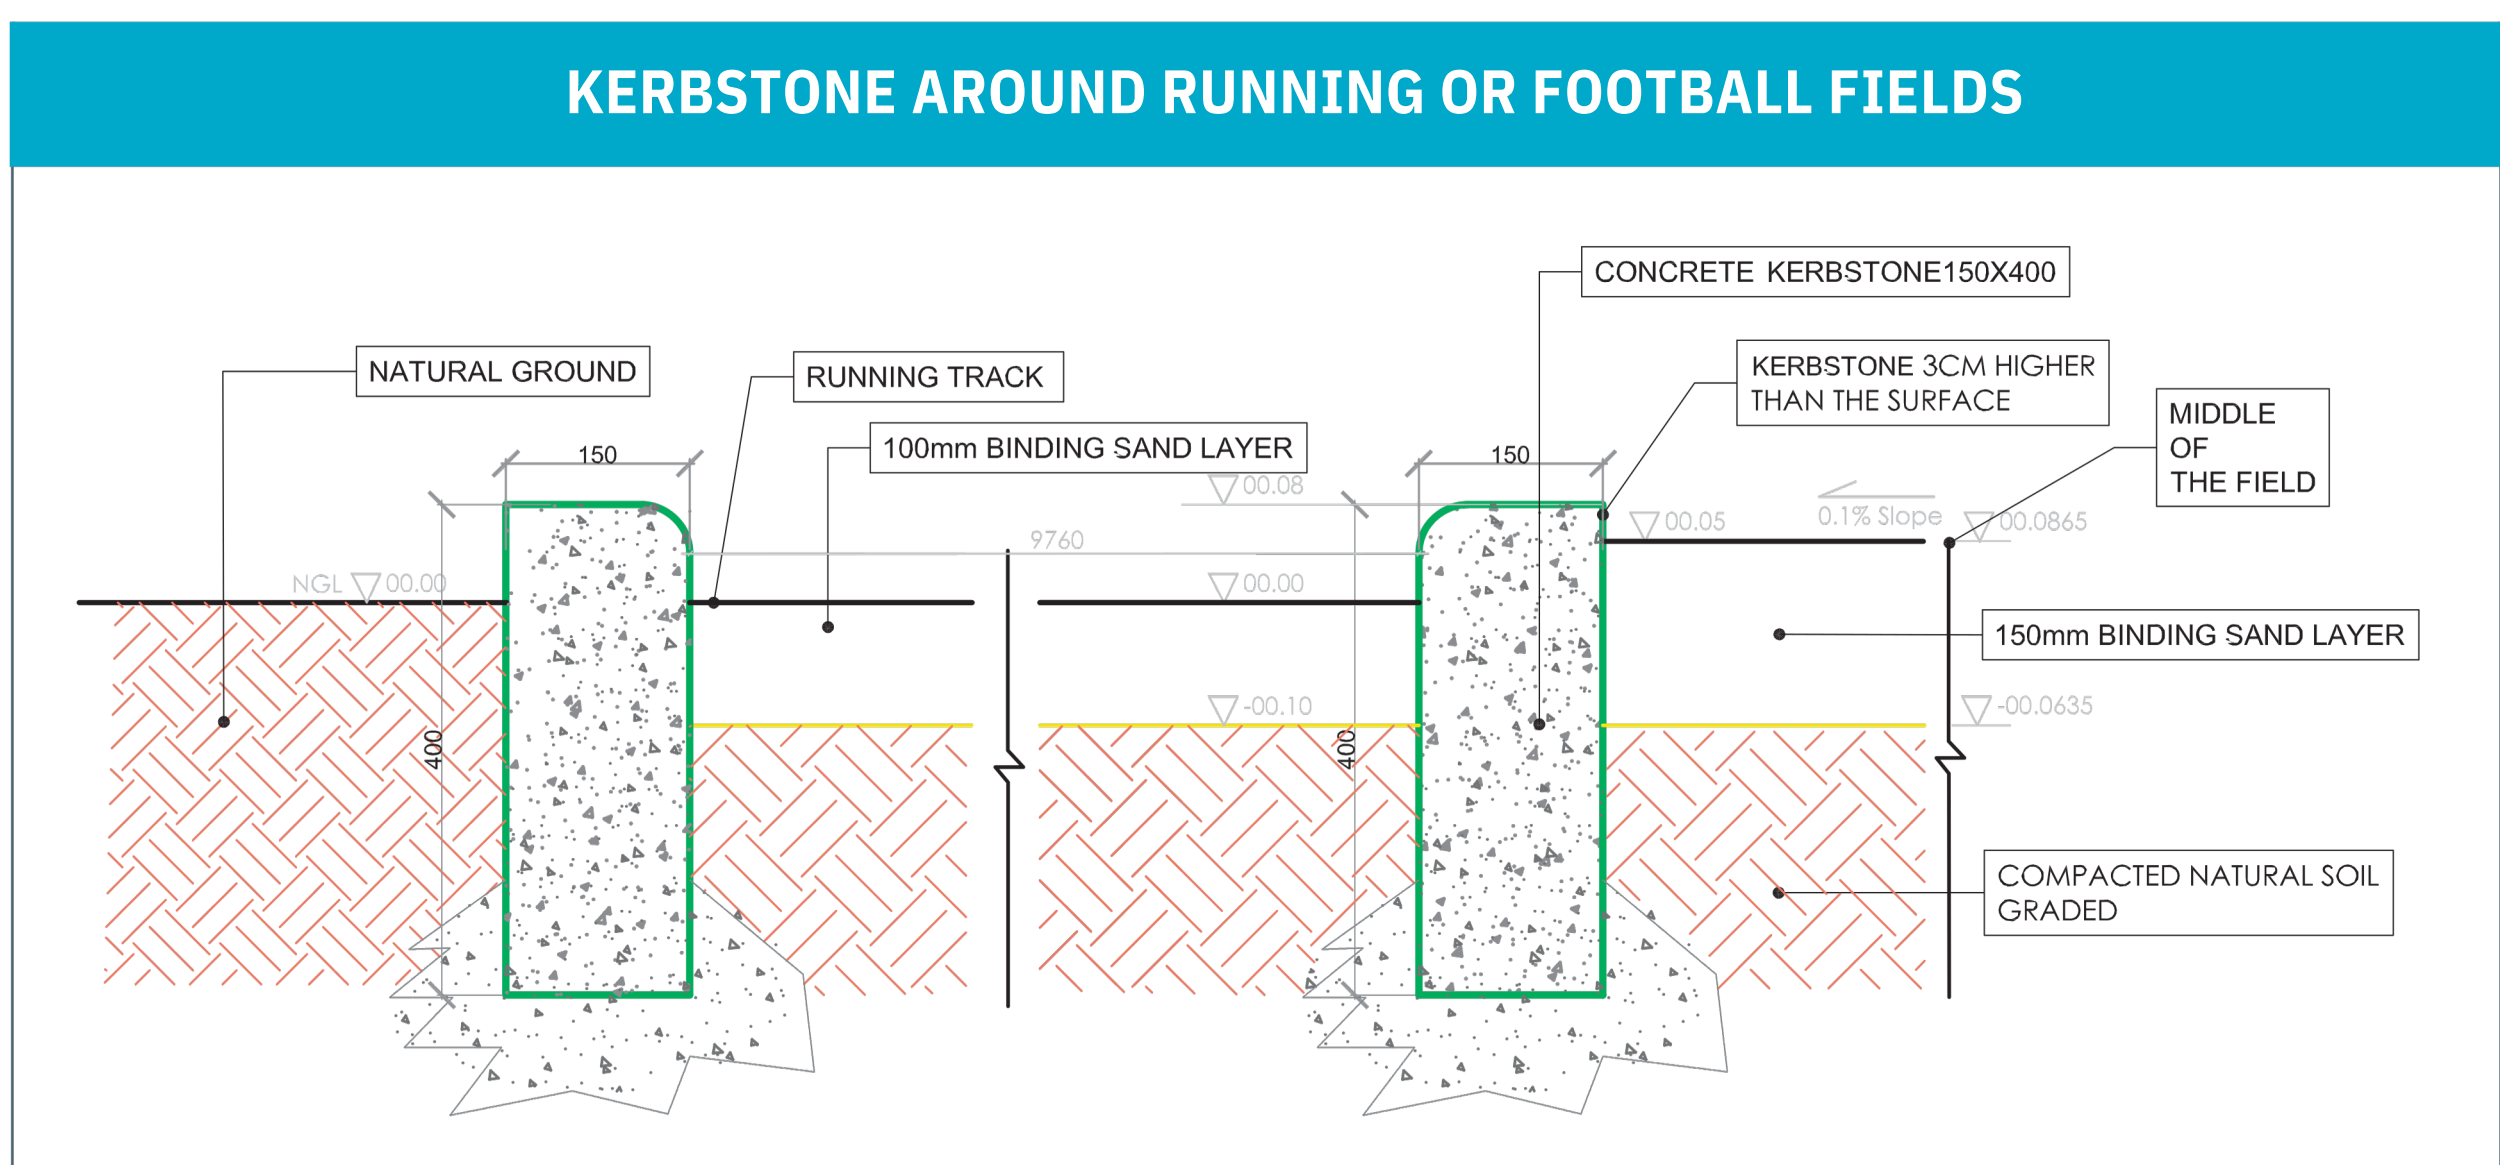 KERBSTONE AROUND RUNNING OR FOOTBALL FIELDS
CONCRETE KERBSTONE150X400
NATURAL GROUND
RUNNING TRACK
KERBSTONE 3CM HIGHER
THAN THE SURFACE
MIDDLE
OF
THE FIELD
100mm BINDING SAND LAYER
150
150
00.08
00.05
0.1% Slope
00.0865
9760
NGL
00.00
00.00
150mm BINDING SAND LAYER
-00.10
-00.0635
400
400
COMPACTED NATURAL SOIL
GRADED